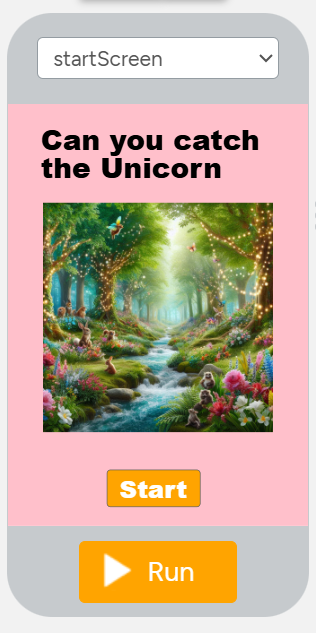 startScreen
Can you catch
the Unicorn
Start
Run